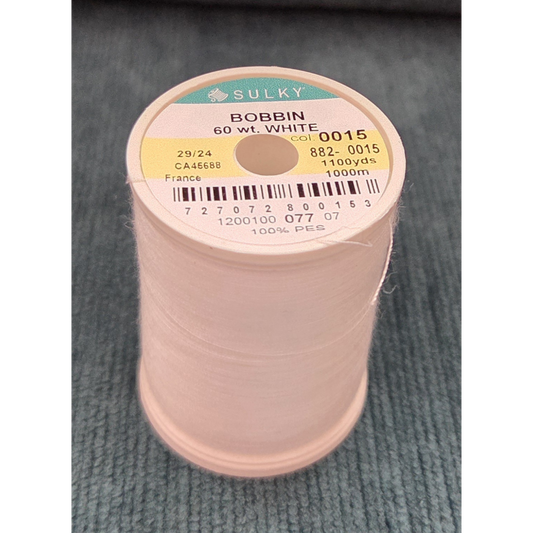 SULKY
BOBBIN
60 wt. WHITE
col. 0015
29/24 882- 0015
CA45688 1100yds
France 1000m
7 27072 80015 3
1200100 077 07
100% PES